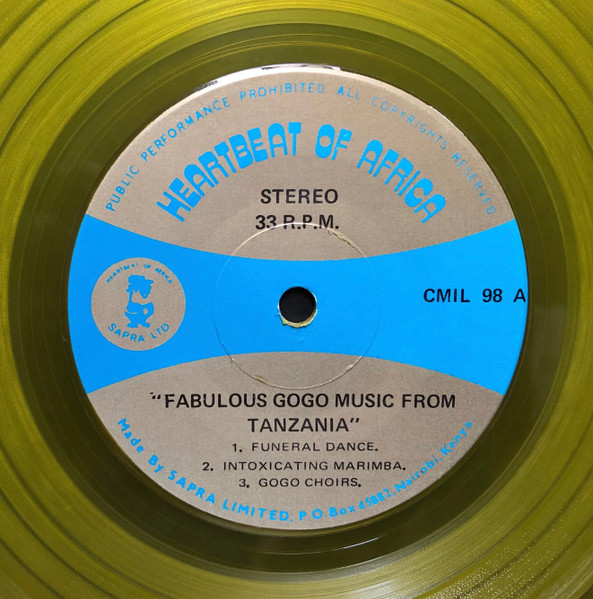 PUBLIC PERFORMANCE PROHIBITED ALL COPYRIGHTS RESERVED
HEARTBEAT OF AFRICA
STEREO
33 R.P.M.
HEARTBEAT OF AFRICA
SAPRA LTD
CMIL 98 A
"FABULOUS GOGO MUSIC FROM
TANZANIA"
1. FUNERAL DANCE.
2. INTOXICATING MARIMBA.
3. GOGO CHOIRS.
Made By SAPRA LIMITED, P.O.Box 45882, Nairobi, Kenya.